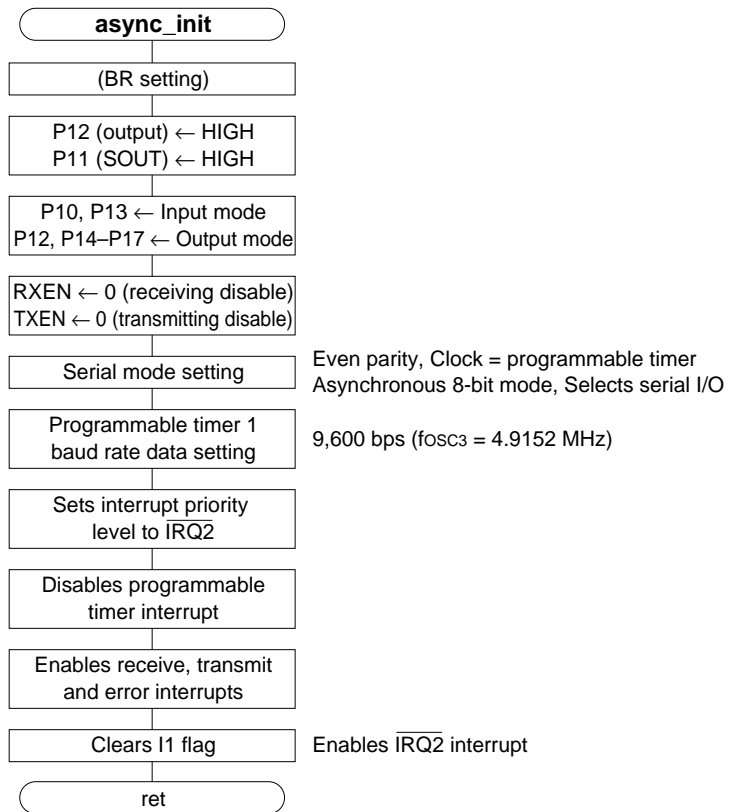 async_init
(BR setting)
P12 (output) ← HIGH
P11 (SOUT) ← HIGH
P10, P13 ← Input mode
P12, P14–P17 ← Output mode
RXEN ← 0 (receiving disable)
TXEN ← 0 (transmitting disable)
Serial mode setting
Even parity, Clock = programmable timer
Asynchronous 8-bit mode, Selects serial I/O
Programmable timer 1
baud rate data setting
9,600 bps (fOSC3 = 4.9152 MHz)
Sets interrupt priority
level to I̅R̅Q̅2̅
Disables programmable
timer interrupt
Enables receive, transmit
and error interrupts
Clears I1 flag
Enables I̅R̅Q̅2̅ interrupt
ret